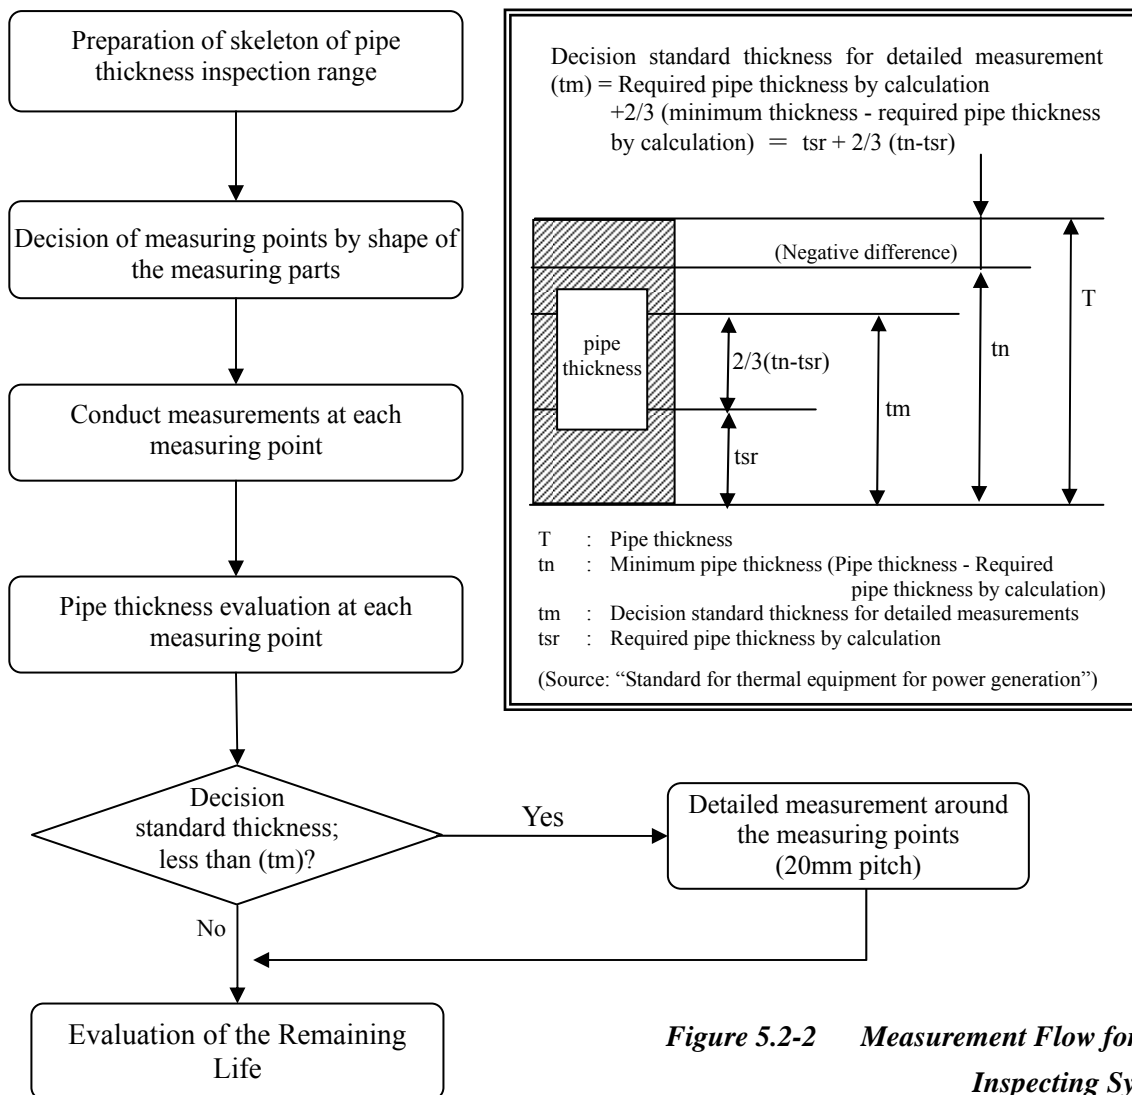 Preparation of skeleton of pipe
thickness inspection range
Decision of measuring points by shape of
the measuring parts
Conduct measurements at each
measuring point
Pipe thickness evaluation at each
measuring point
Decision
standard thickness;
less than (tm)?
Yes
No
Detailed measurement around
the measuring points
(20mm pitch)
Evaluation of the Remaining
Life
Decision standard thickness for detailed measurement
(tm) = Required pipe thickness by calculation
+2/3 (minimum thickness - required pipe thickness
by calculation) = tsr + 2/3 (tn-tsr)
(Negative difference)
T
tn
pipe
thickness
2/3(tn-tsr)
tm
tsr
T : Pipe thickness
tn : Minimum pipe thickness (Pipe thickness - Required
pipe thickness by calculation)
tm : Decision standard thickness for detailed measurements
tsr : Required pipe thickness by calculation
(Source: “Standard for thermal equipment for power generation”)
Figure 5.2-2 Measurement Flow for
Inspecting Sy